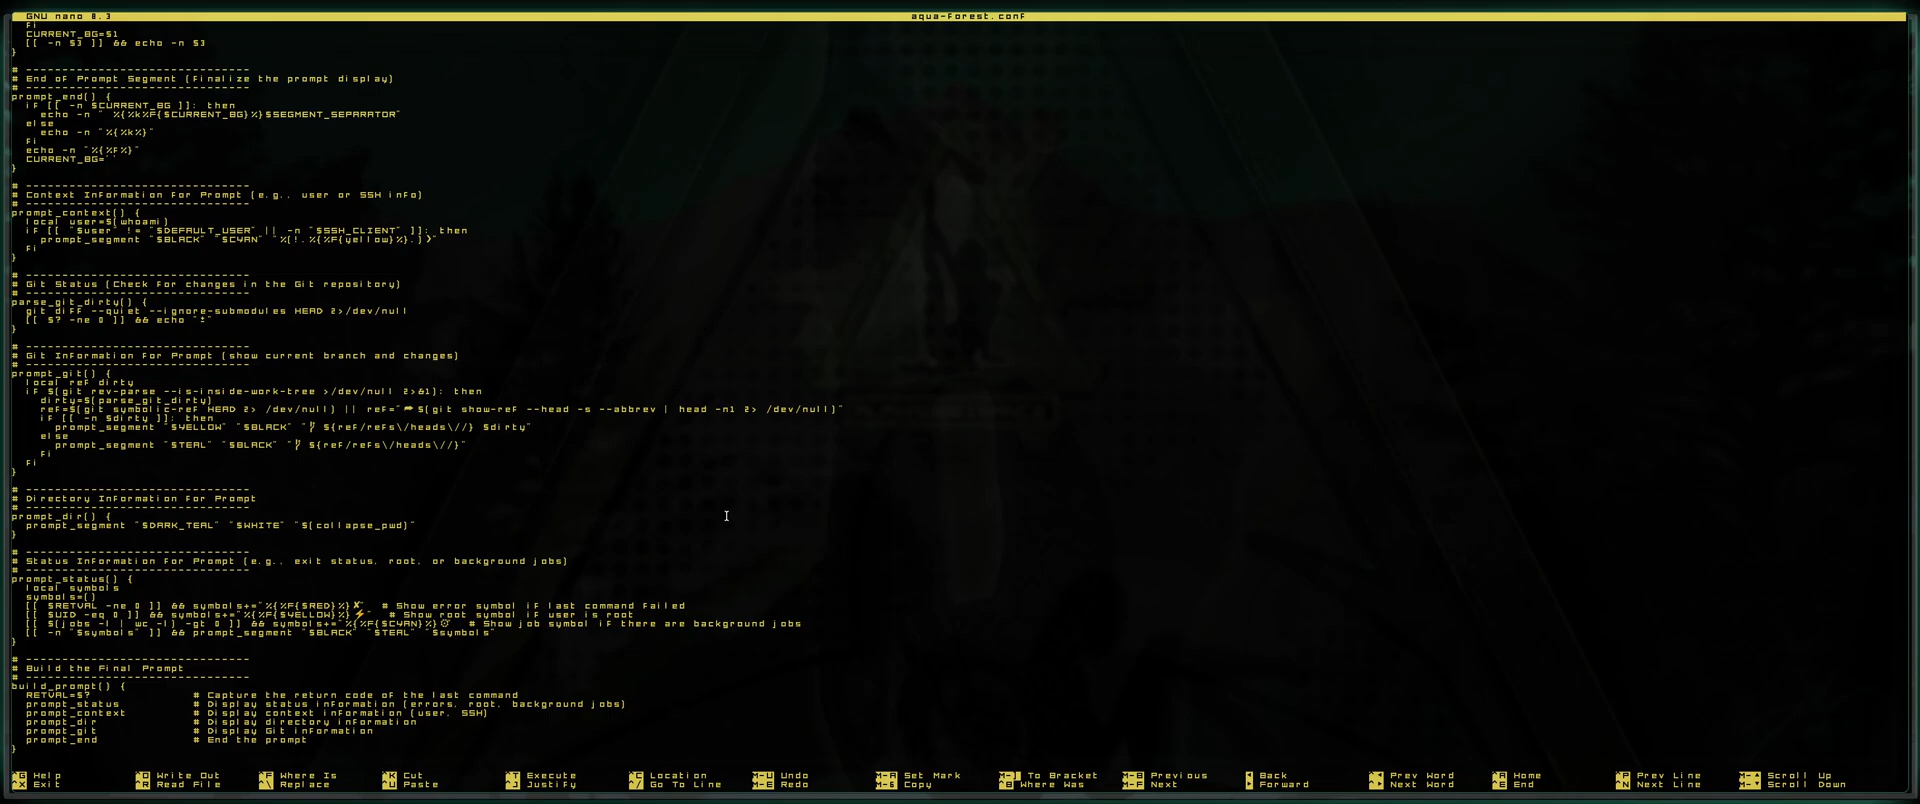 GNU nano 8.3 aqua-forest.conf
  fi
  CURRENT_BG=$1
  [[ -n $3 ]] && echo -n $3
}
# -------------------------------
# End of Prompt Segment (finalize the prompt display)
# -------------------------------
prompt_end() {
  if [[ -n $CURRENT_BG ]]; then
    echo -n " %{%k%F{$CURRENT_BG}%}$SEGMENT_SEPARATOR"
  else
    echo -n "%{%k%}"
  fi
  echo -n "%{%f%}"
  CURRENT_BG=''
}
# -------------------------------
# Context Information for Prompt (e.g., user or SSH info)
# -------------------------------
prompt_context() {
  local user=$(whoami)
  if [[ "$user" != "$DEFAULT_USER" || -n "$SSH_CLIENT" ]]; then
    prompt_segment "$BLACK" "$CYAN" "%(!.%{%F{yellow}%}.)❯"
  fi
}
# -------------------------------
# Git Status (Check for changes in the Git repository)
# -------------------------------
parse_git_dirty() {
  git diff --quiet --ignore-submodules HEAD 2>/dev/null
  [[ $? -ne 0 ]] && echo "±"
}
# -------------------------------
# Git Information for Prompt (show current branch and changes)
# -------------------------------
prompt_git() {
  local ref dirty
  if $(git rev-parse --is-inside-work-tree >/dev/null 2>&1); then
    dirty=$(parse_git_dirty)
    ref=$(git symbolic-ref HEAD 2> /dev/null) || ref="➦ $(git show-ref --head -s --abbrev | head -n1 2> /dev/null)"
    if [[ -n $dirty ]]; then
      prompt_segment "$YELLOW" "$BLACK" " ${ref/refs\/heads\//} $dirty"
    else
      prompt_segment "$TEAL" "$BLACK" " ${ref/refs\/heads\//}"
    fi
  fi
}
# -------------------------------
# Directory Information for Prompt
# -------------------------------
prompt_dir() {
  prompt_segment "$DARK_TEAL" "$WHITE" "$(collapse_pwd)"
}
# -------------------------------
# Status Information for Prompt (e.g., exit status, root, or background jobs)
# -------------------------------
prompt_status() {
  local symbols
  symbols=()
  [[ $RETVAL -ne 0 ]] && symbols+="%{%F{$RED}%}✘"  # Show error symbol if last command failed
  [[ $UID -eq 0 ]] && symbols+="%{%F{$YELLOW}%}⚡"  # Show root symbol if user is root
  [[ $(jobs -l | wc -l) -gt 0 ]] && symbols+="%{%F{$CYAN}%}⚙"  # Show job symbol if there are background jobs
  [[ -n "$symbols" ]] && prompt_segment "$BLACK" "$TEAL" "$symbols"
}
# -------------------------------
# Build the Final Prompt
# -------------------------------
build_prompt() {
  RETVAL=$?              # Capture the return code of the last command
  prompt_status          # Display status information (errors, root, background jobs)
  prompt_context         # Display context information (user, SSH)
  prompt_dir             # Display directory information
  prompt_git             # Display Git information
  prompt_end             # End the prompt
}
^G Help ^O Write Out ^F Where Is ^K Cut ^T Execute ^C Location M-U Undo M-A Set Mark M-] To Bracket M-B Previous ◂ Back ^◂ Prev Word ^A Home ^P Prev Line M-▴ Scroll Up
^X Exit ^R Read File ^\ Replace ^U Paste ^J Justify ^/ Go To Line M-E Redo M-6 Copy ^B Where Was M-F Next ▸ Forward ^▸ Next Word ^E End ^N Next Line M-▾ Scroll Down